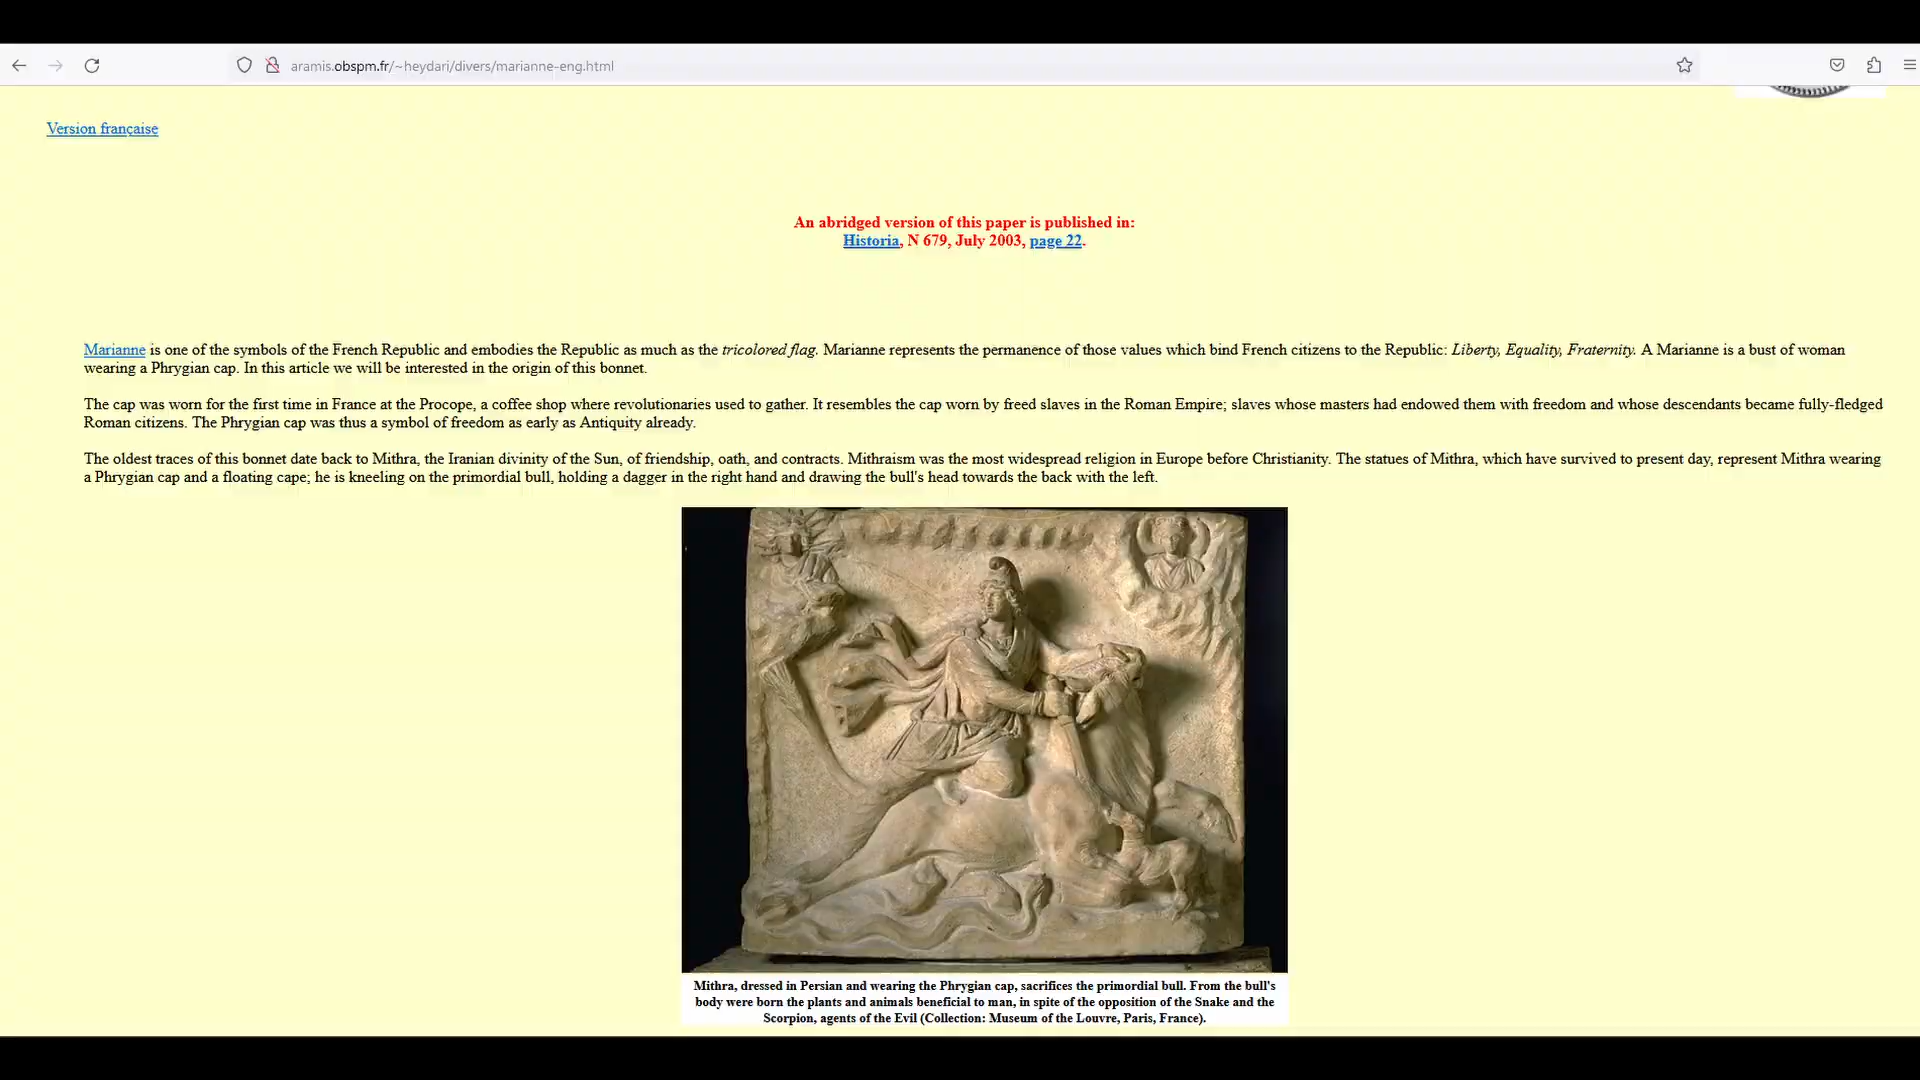 aramis.obspm.fr/~heydari/divers/marianne-eng.html
Version française
An abridged version of this paper is published in:
Historia, N 679, July 2003, page 22.
Marianne is one of the symbols of the French Republic and embodies the Republic as much as the tricolored flag. Marianne represents the permanence of those values which bind French citizens to the Republic: Liberty, Equality, Fraternity. A Marianne is a bust of woman
wearing a Phrygian cap. In this article we will be interested in the origin of this bonnet.
The cap was worn for the first time in France at the Procope, a coffee shop where revolutionaries used to gather. It resembles the cap worn by freed slaves in the Roman Empire; slaves whose masters had endowed them with freedom and whose descendants became fully-fledged
Roman citizens. The Phrygian cap was thus a symbol of freedom as early as Antiquity already.
The oldest traces of this bonnet date back to Mithra, the Iranian divinity of the Sun, of friendship, oath, and contracts. Mithraism was the most widespread religion in Europe before Christianity. The statues of Mithra, which have survived to present day, represent Mithra wearing
a Phrygian cap and a floating cape; he is kneeling on the primordial bull, holding a dagger in the right hand and drawing the bull's head towards the back with the left.
Mithra, dressed in Persian and wearing the Phrygian cap, sacrifices the primordial bull. From the bull's
body were born the plants and animals beneficial to man, in spite of the opposition of the Snake and the
Scorpion, agents of the Evil (Collection: Museum of the Louvre, Paris, France).